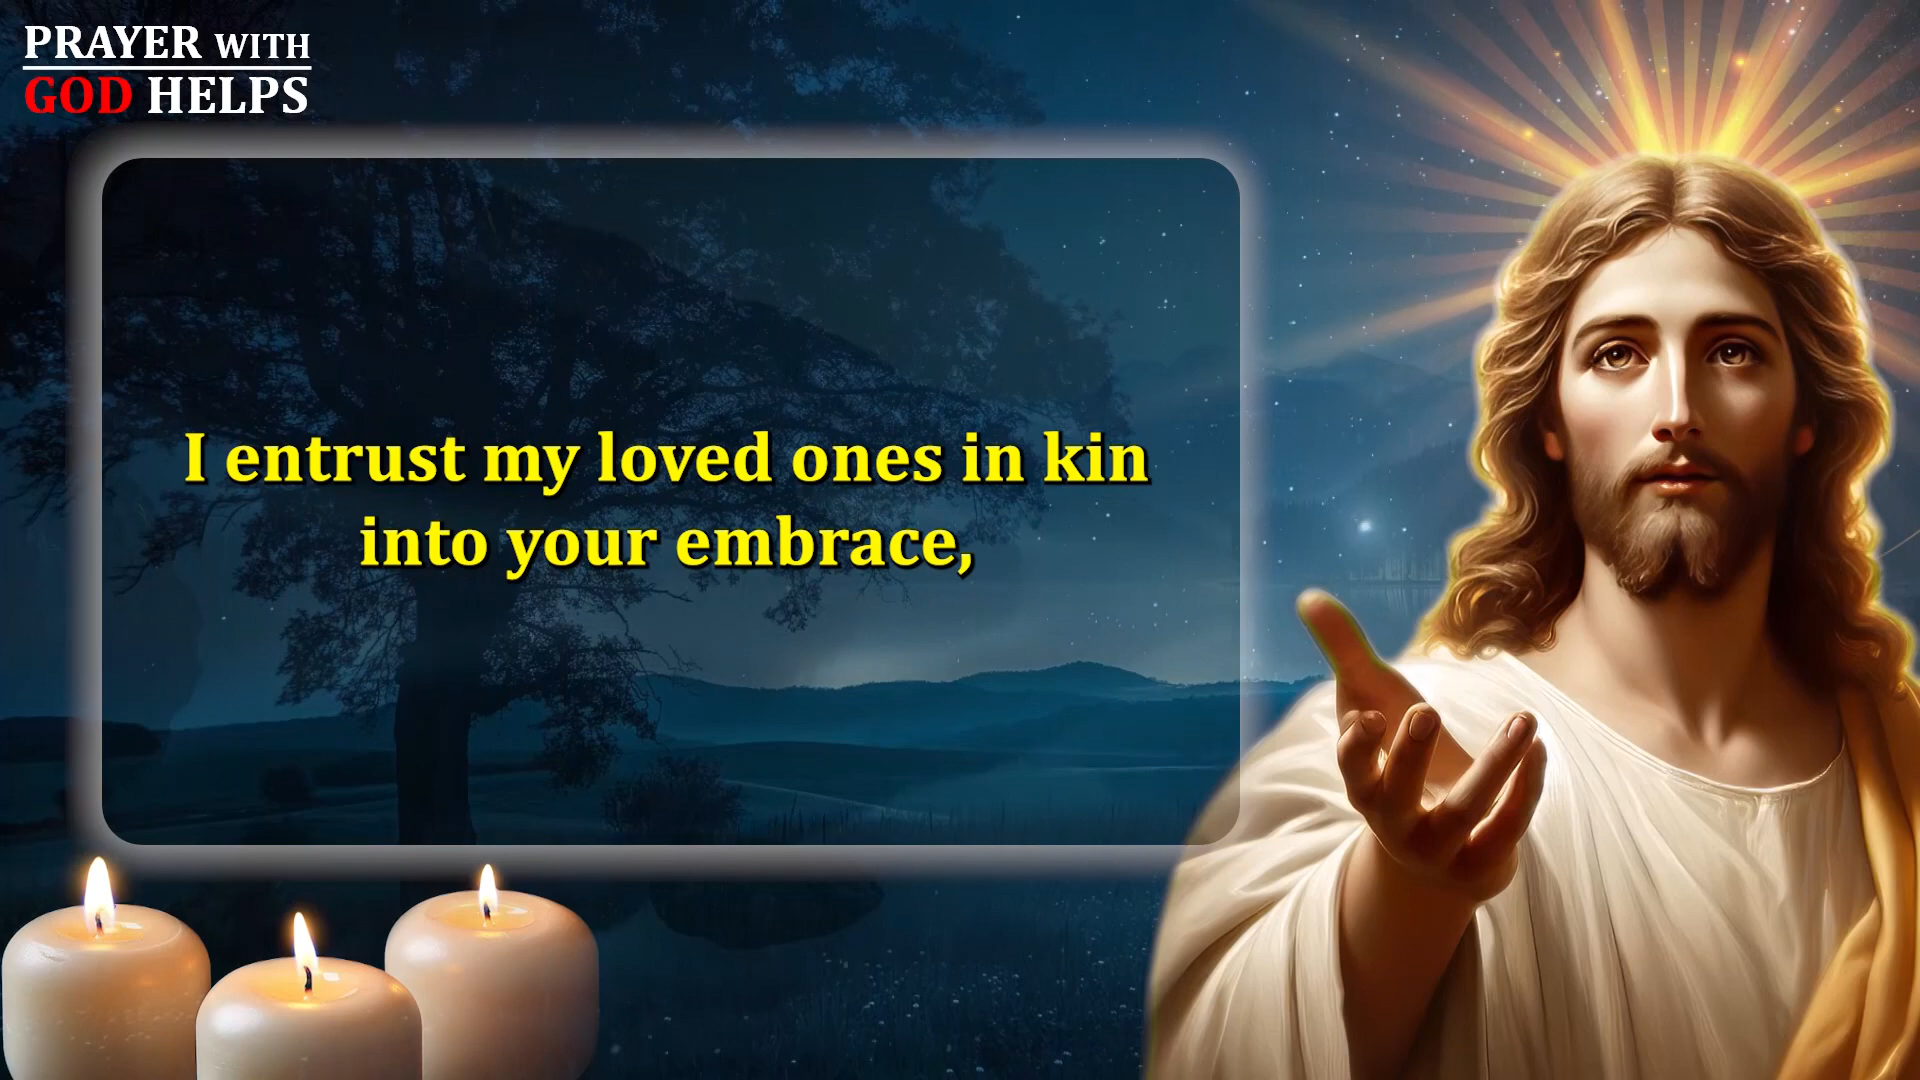 PRAYER WITH
GOD HELPS
I entrust my loved ones in kin
into your embrace,